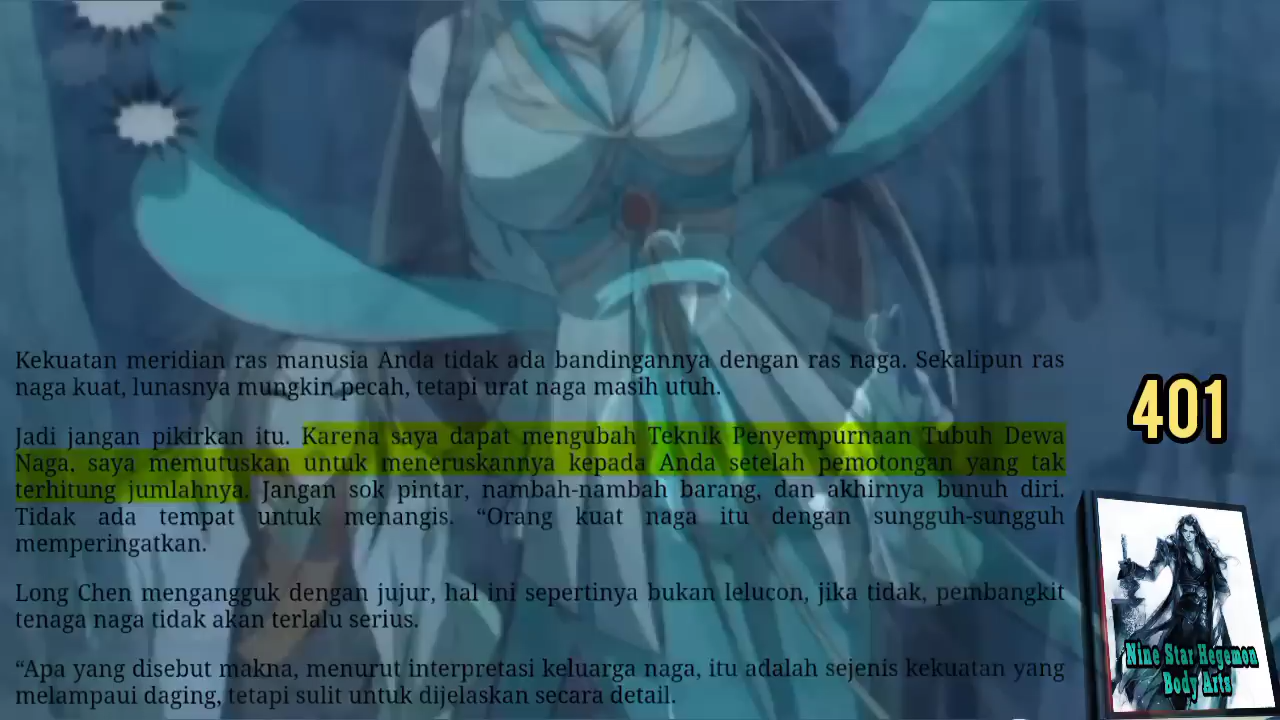 Kekuatan meridian ras manusia Anda tidak ada bandingannya dengan ras naga. Sekalipun ras
naga kuat, lunasnya mungkin pecah, tetapi urat naga masih utuh.
Jadi jangan pikirkan itu. Karena saya dapat mengubah Teknik Penyempurnaan Tubuh Dewa
Naga, saya memutuskan untuk meneruskannya kepada Anda setelah pemotongan yang tak
terhitung jumlahnya. Jangan sok pintar, nambah-nambah barang, dan akhirnya bunuh diri.
Tidak ada tempat untuk menangis. “Orang kuat naga itu dengan sungguh-sungguh
memperingatkan.
Long Chen mengangguk dengan jujur, hal ini sepertinya bukan lelucon, jika tidak, pembangkit
tenaga naga tidak akan terlalu serius.
“Apa yang disebut makna, menurut interpretasi keluarga naga, itu adalah sejenis kekuatan yang
melampaui daging, tetapi sulit untuk dijelaskan secara detail.
401
Nine Star Hegemon
Body Arts